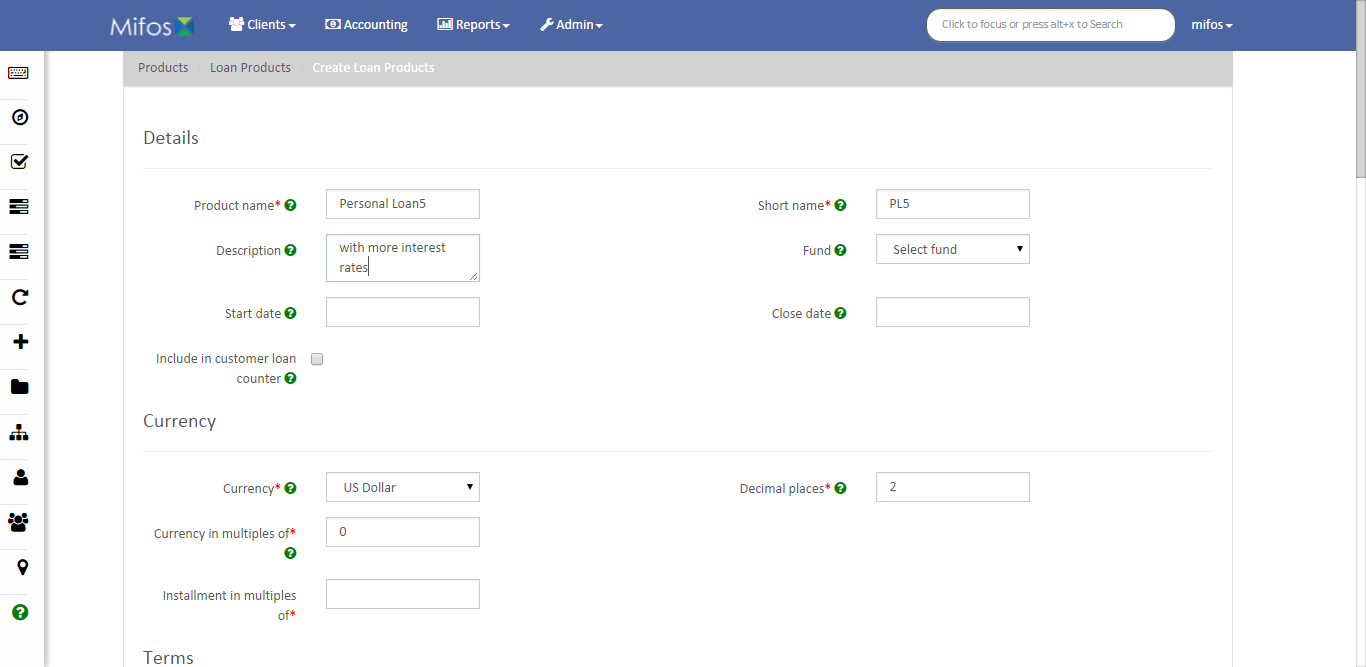 Mifos Clients Accounting Reports Admin Click to focus or press alt+x to Search mifos
Products / Loan Products / Create Loan Products
Details
Product name* Personal Loan5 Short name* PL5
Description with more interest Fund Select fund
rates
Start date Close date
Include in customer loan
counter
Currency
Currency* US Dollar Decimal places* 2
Currency in multiples of* 0
Installment in multiples
of*
Terms